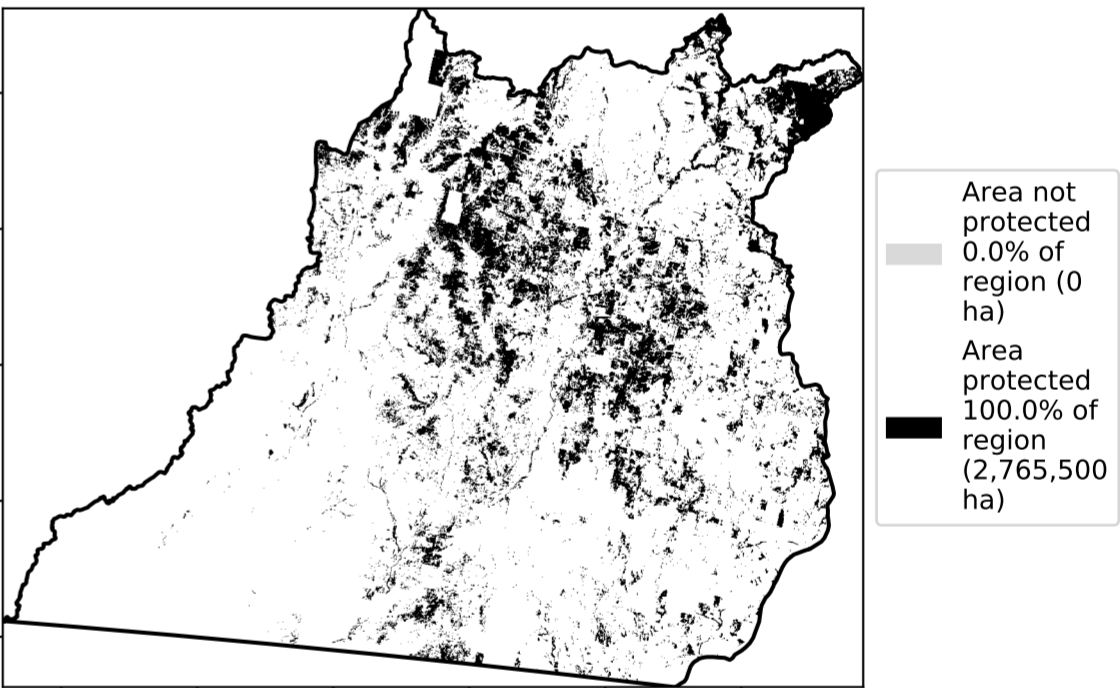 Area not
protected
0.0% of
region (0
ha)
Area
protected
100.0% of
region
(2,765,500
ha)